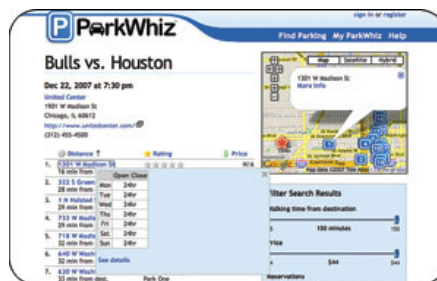 sign in or register
ParkWhiz
Find Parking My ParkWhiz Help
Bulls vs. Houston
Dec 22, 2007 at 7:30 pm
United Center
1901 W Madison St
Chicago, IL 60612
http://www.unitedcenter.com/
(312) 455-4500
Distance Rating Price
1. 1301 W Madison St N/A
16 min from
2. 322 S Green
28 min from
3. 1 N Halsted
29 min from
4. 733 W Madis
29 min from
5. 718 W Madis
32 min from
6. 640 W Wash
32 min from
7. 630 W Wash
33 min from dest. Park One
Open Close
Mon 24hr
Tue 24hr
Wed 24hr
Thu 24hr
Fri 24hr
Sat 24hr
Sun 24hr
See details
Map Satellite Hybrid
1301 W Madison St
More Info
Google
Filter Search Results
Walking time from destination
150 minutes 150
Price
$44 $44
Reservations